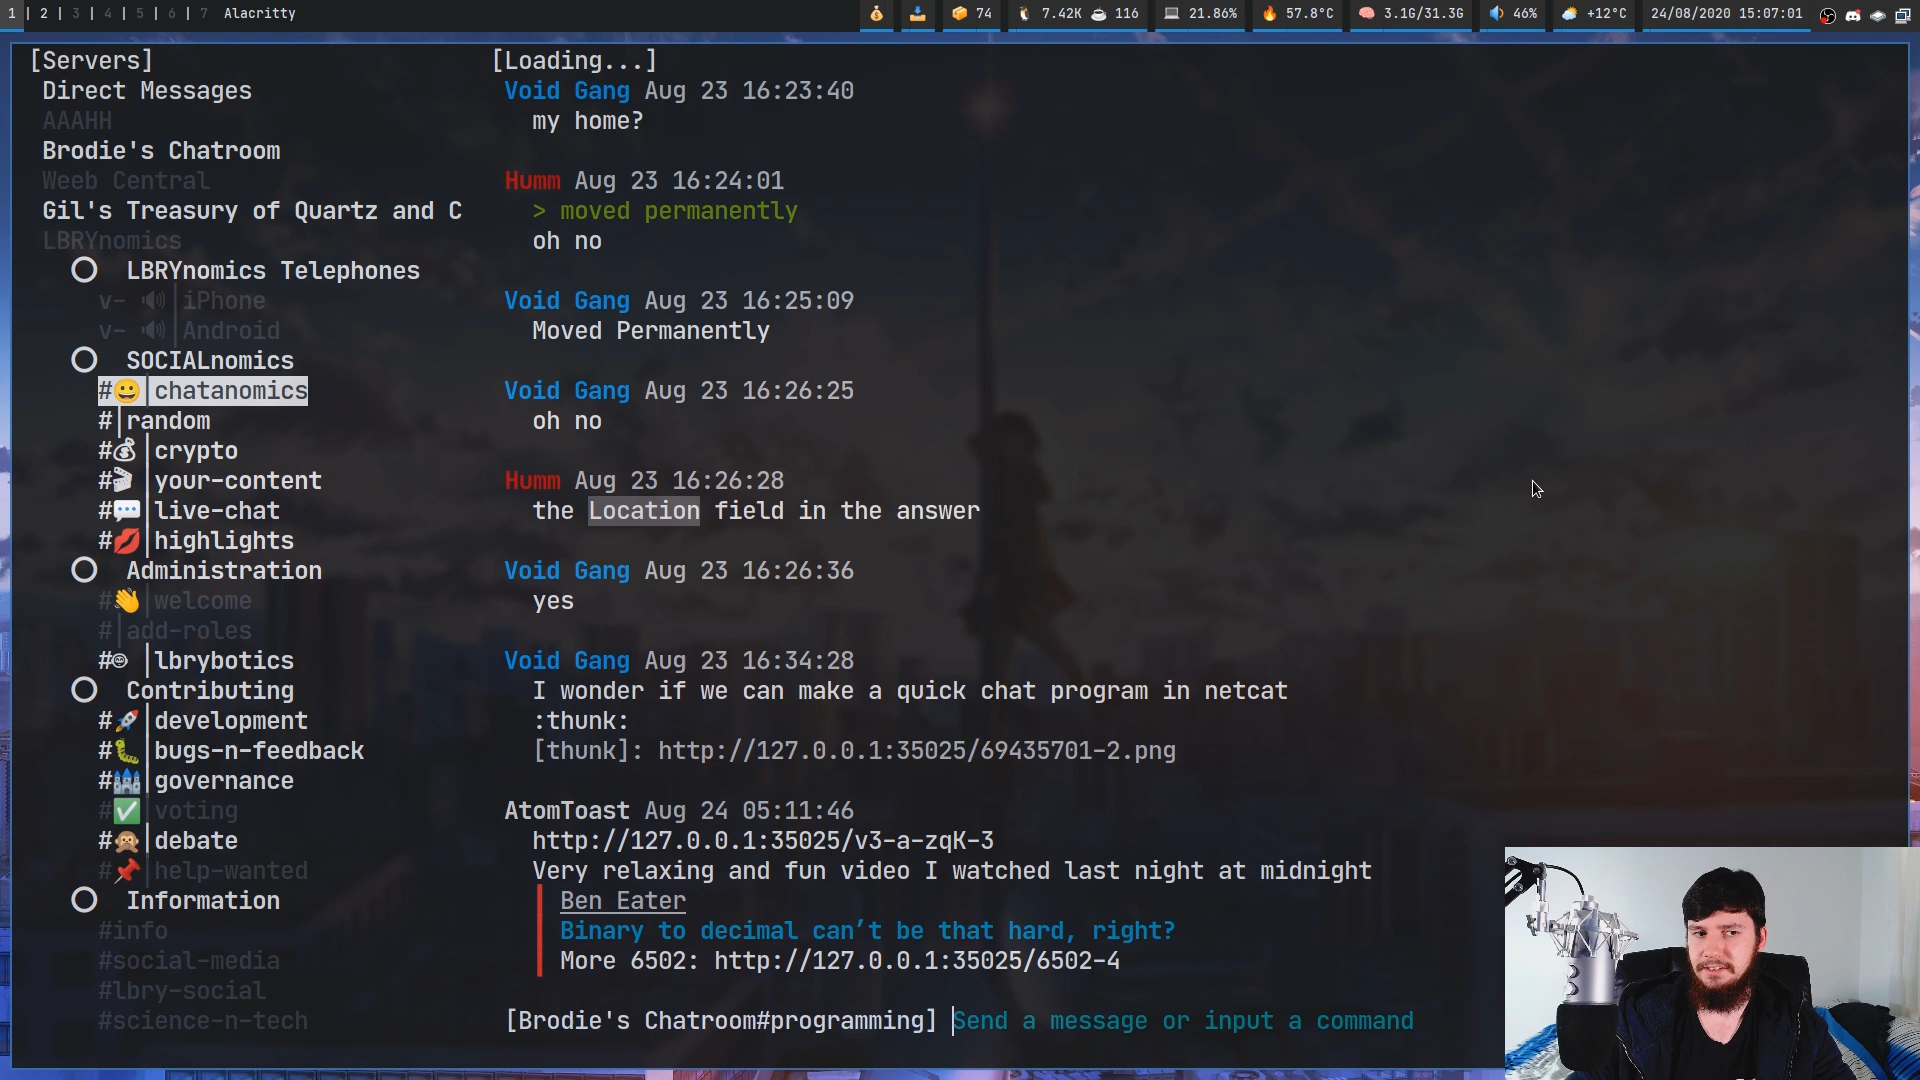 1 | 2 | 3 | 4 | 5 | 6 | 7 Alacritty
74 7.42K 116 21.86% 57.8°C 3.1G/31.3G 46% +12°C 24/08/2020 15:07:01
[Servers]
Direct Messages
AAAHH
Brodie's Chatroom
Weeb Central
Gil's Treasury of Quartz and C
LBRYnomics
LBRYnomics Telephones
v- 🔊│iPhone
v- 🔊│Android
SOCIALnomics
#😀│chatanomics
#│random
#💰│crypto
#🎬│your-content
#💬│live-chat
#💋│highlights
Administration
#👋│welcome
#│add-roles
#│lbrybotics
Contributing
#🚀│development
#🐛│bugs-n-feedback
#🏰│governance
#✅│voting
#🙊│debate
#📌│help-wanted
Information
#info
#social-media
#lbry-social
#science-n-tech
[Loading...]
Void Gang Aug 23 16:23:40
my home?
Humm Aug 23 16:24:01
> moved permanently
oh no
Void Gang Aug 23 16:25:09
Moved Permanently
Void Gang Aug 23 16:26:25
oh no
Humm Aug 23 16:26:28
the Location field in the answer
Void Gang Aug 23 16:26:36
yes
Void Gang Aug 23 16:34:28
I wonder if we can make a quick chat program in netcat
:thunk:
[thunk]: http://127.0.0.1:35025/69435701-2.png
AtomToast Aug 24 05:11:46
http://127.0.0.1:35025/v3-a-zqK-3
Very relaxing and fun video I watched last night at midnight
Ben Eater
Binary to decimal can’t be that hard, right?
More 6502: http://127.0.0.1:35025/6502-4
[Brodie's Chatroom#programming] Send a message or input a command